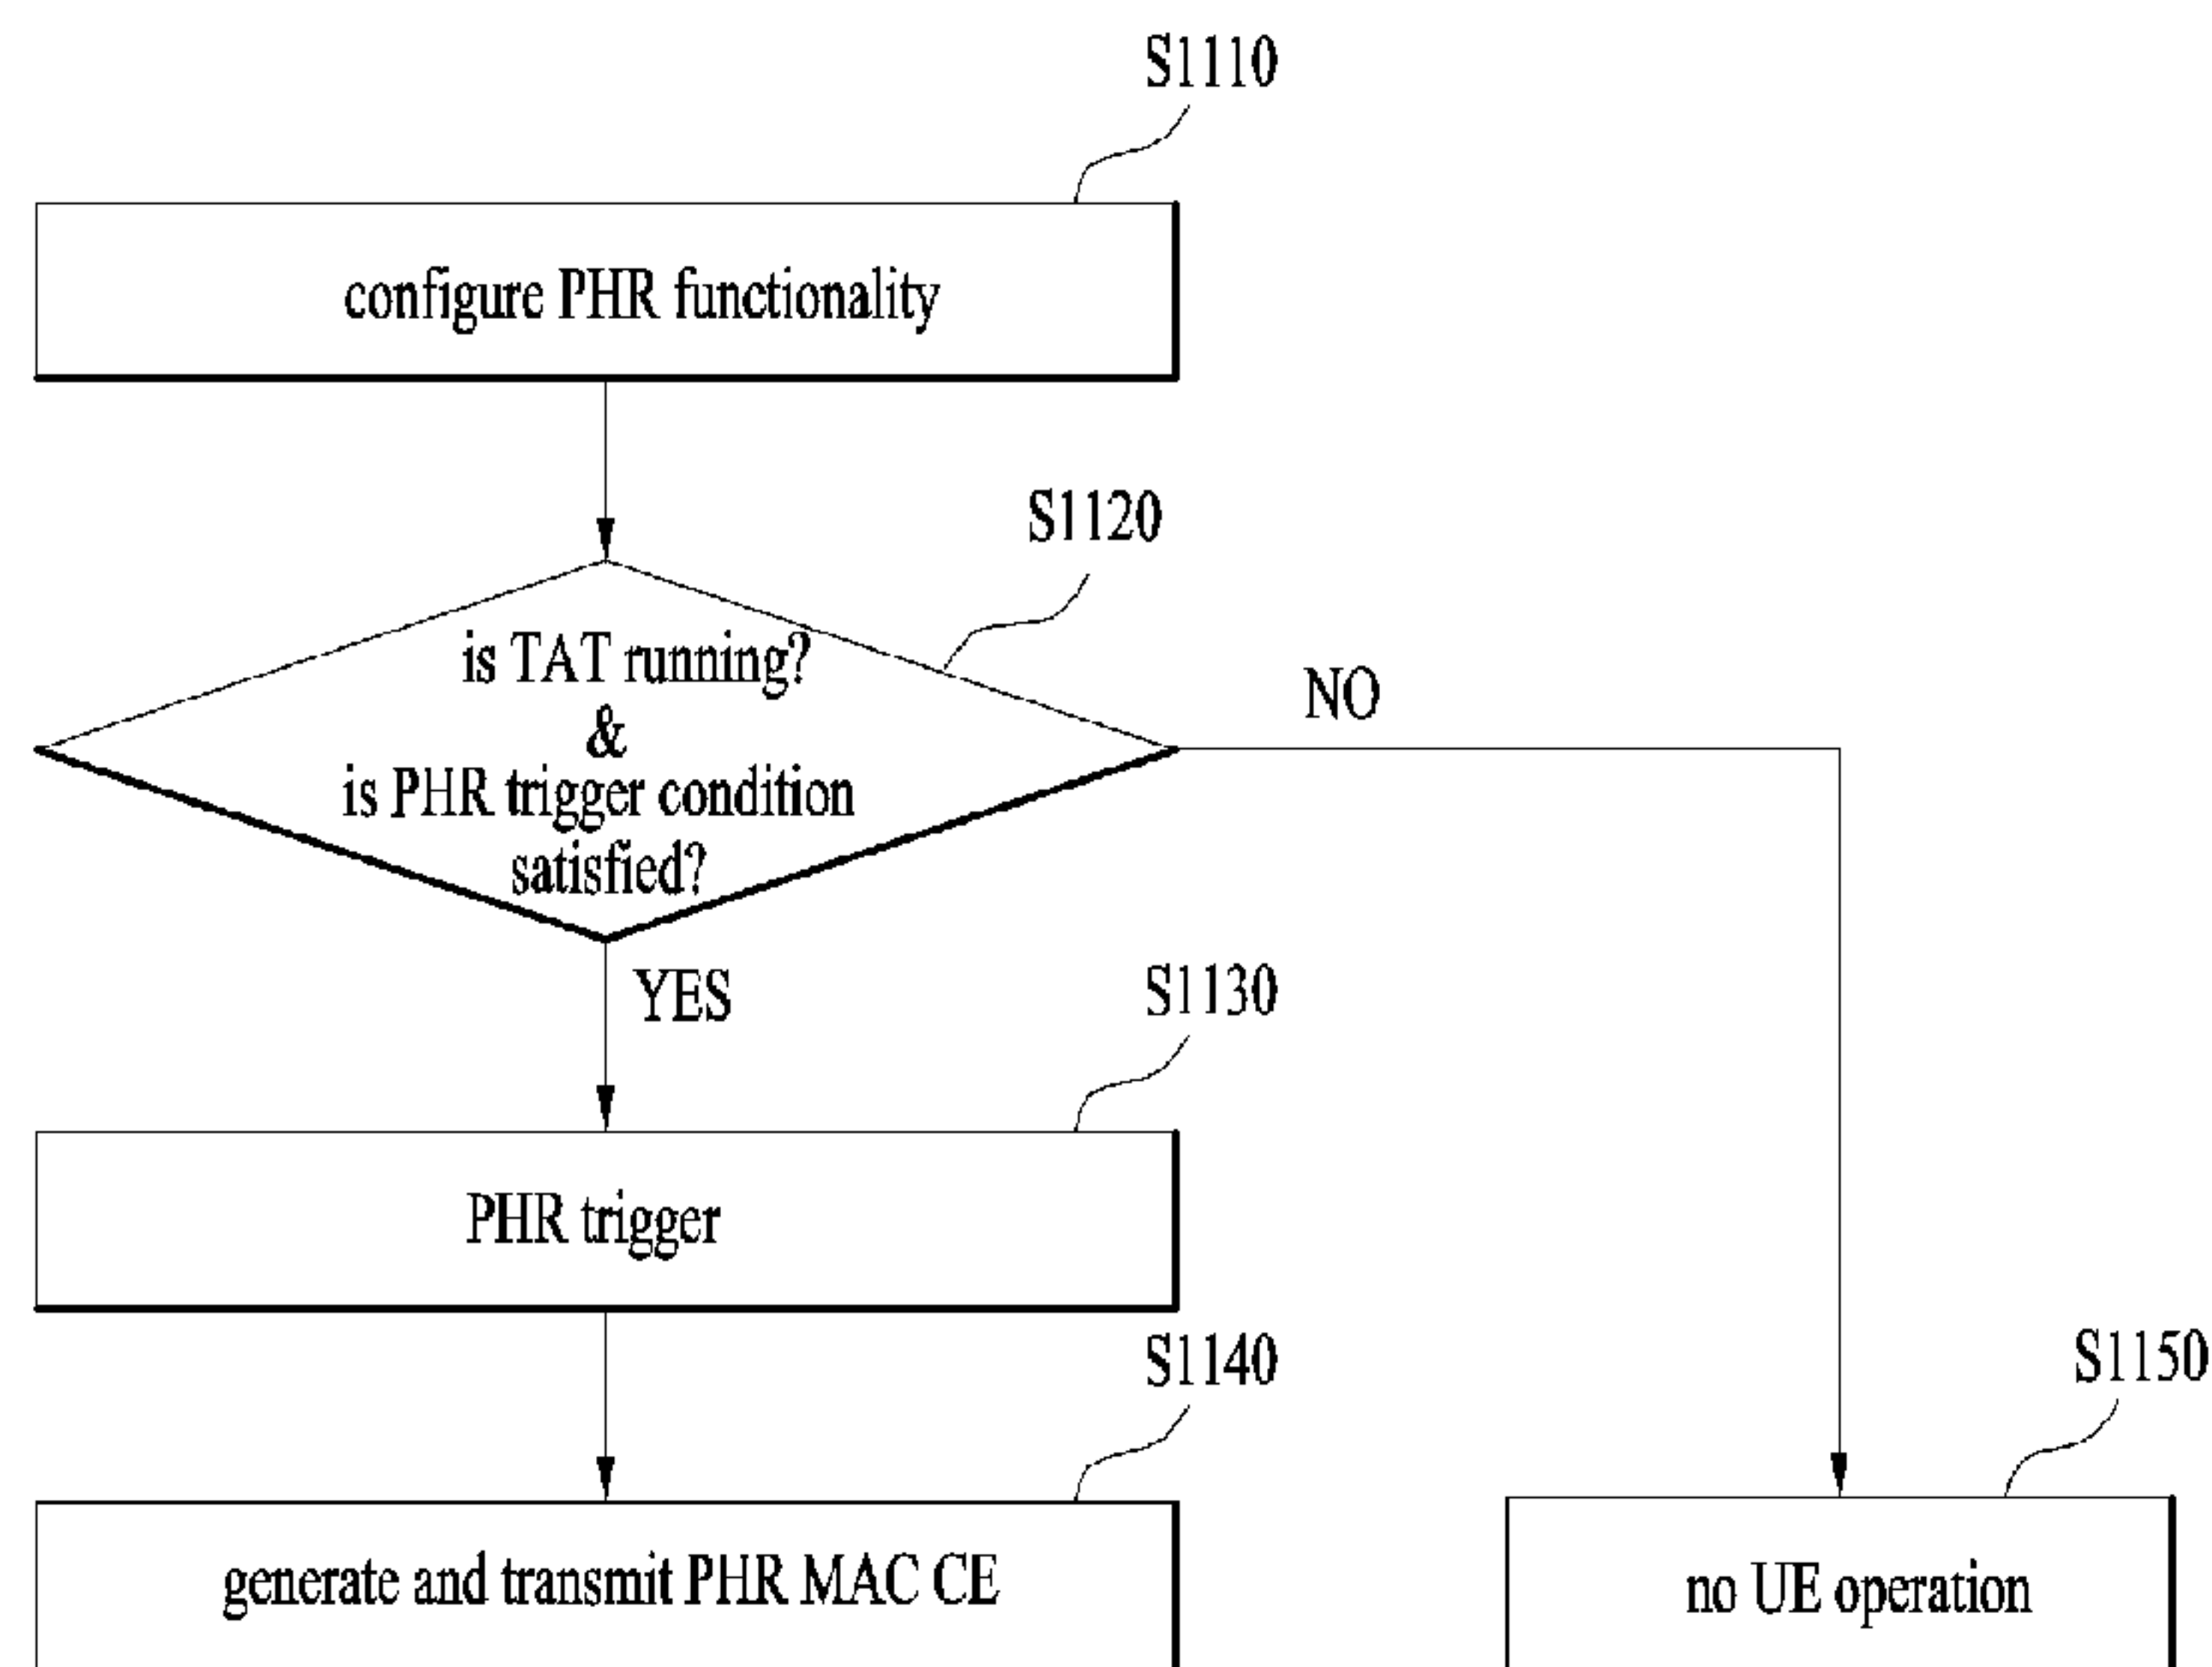 S1110
configure PHR functionality
S1120
is TAT running?
&
is PHR trigger condition
satisfied?
NO
YES
S1130
PHR trigger
S1140
generate and transmit PHR MAC CE
S1150
no UE operation